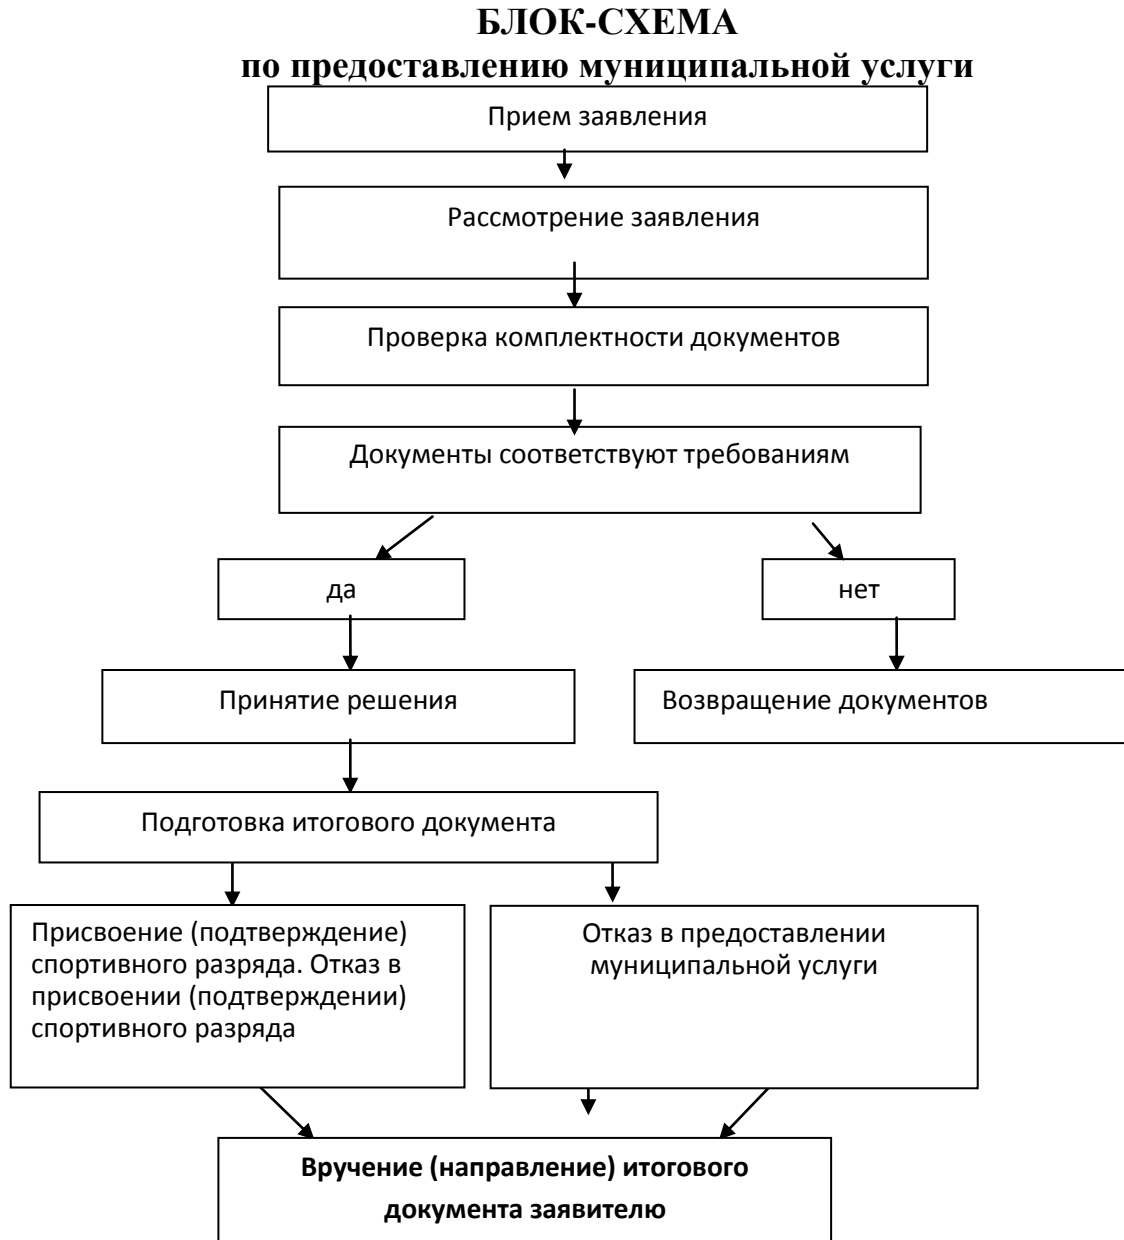 БЛОК-СХЕМА
по предоставлению муниципальной услуги
Прием заявления
Рассмотрение заявления
Проверка комплектности документов
Документы соответствуют требованиям
да
нет
Принятие решения
Возвращение документов
Подготовка итогового документа
Присвоение (подтверждение)
спортивного разряда. Отказ в
присвоении (подтверждении)
спортивного разряда
Отказ в предоставлении
муниципальной услуги
Вручение (направление) итогового
документа заявителю